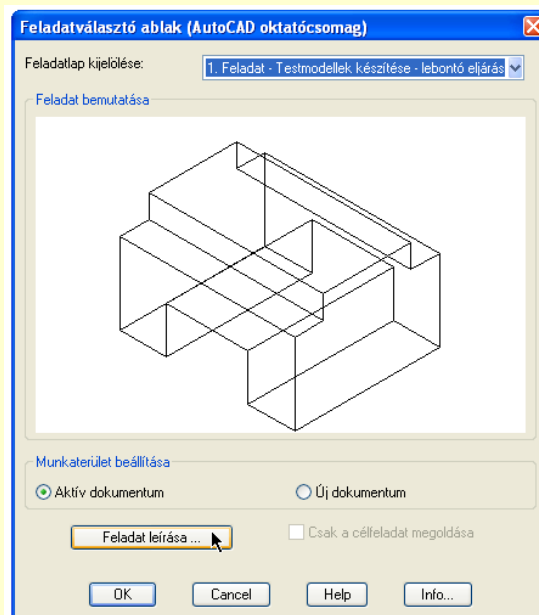 Feladatválasztó ablak (AutoCAD oktatócsomag)
Feladatlap kijelölése: 1. Feladat - Testmodellek készítése - lebontó eljárás
Feladat bemutatása
Munkaterület beállítása
Aktív dokumentum Új dokumentum
Feladat leírása ... Csak a célfeladat megoldása
OK Cancel Help Info...